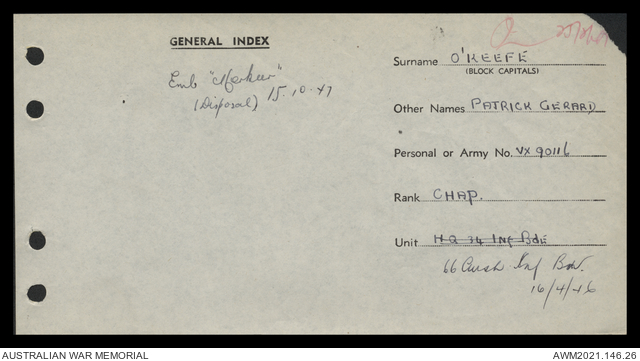 GENERAL INDEX
Emb "Merkur"
(Disposal) 15.10.47
Surname O'KEEFE
(BLOCK CAPITALS)
Other Names PATRICK GERARD
Personal or Army No. VX 90116
Rank CHAP.
Unit HQ 34 Inf Bde
66 Aust Inf Bn.
16/4/46
AUSTRALIAN WAR MEMORIAL
AWM2021.146.26